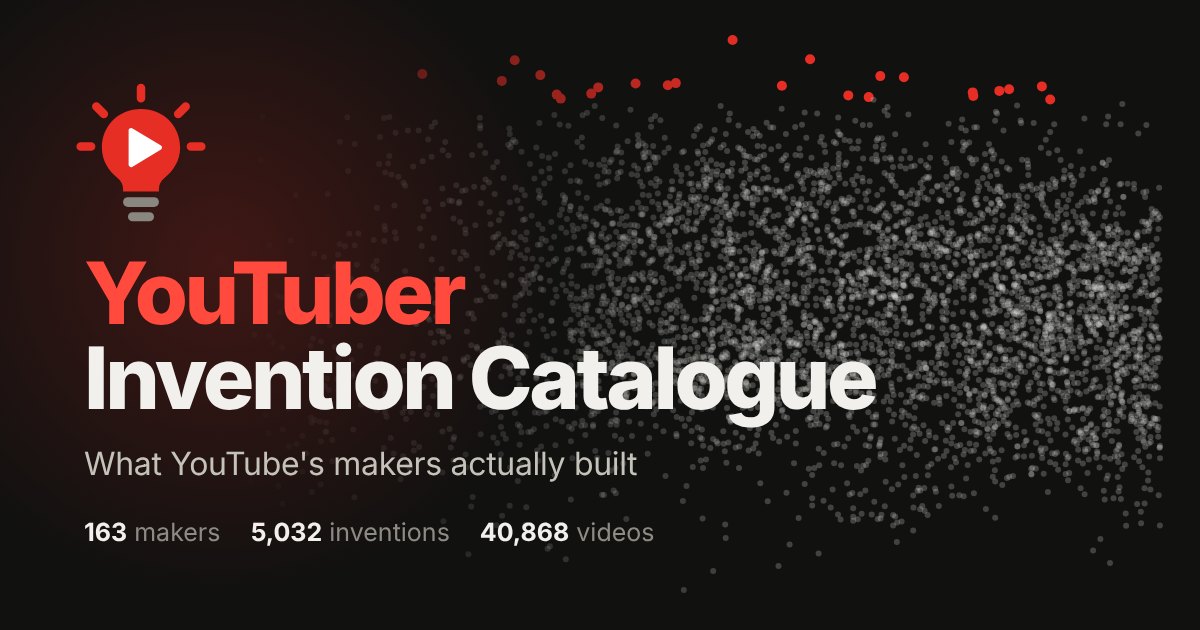 YouTuber
Invention Catalogue
What YouTube's makers actually built
163 makers 5,032 inventions 40,868 videos